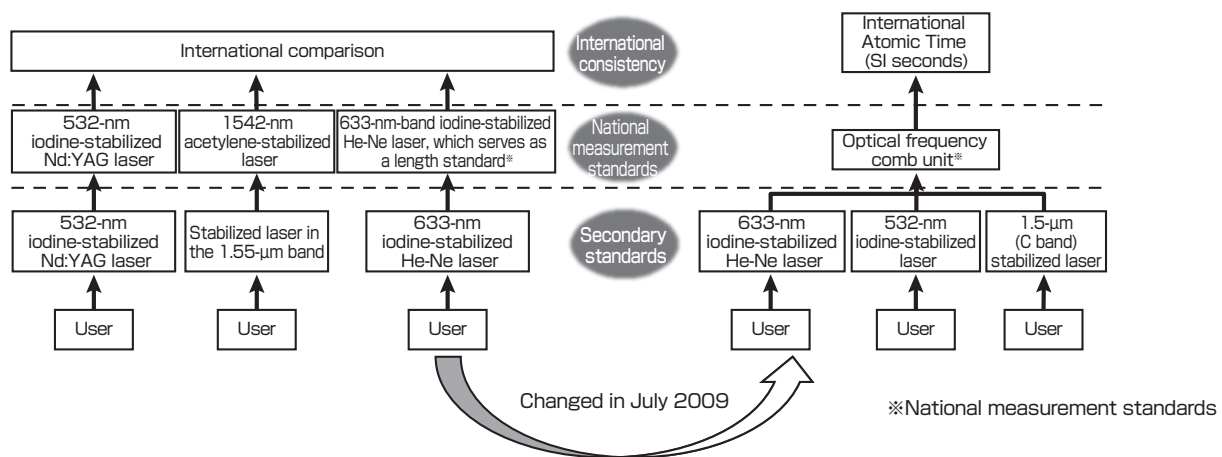 International comparison
International
consistency
International
Atomic Time
(SI seconds)
532-nm
iodine-stabilized
Nd:YAG laser
1542-nm
acetylene-stabilized
laser
633-nm-band iodine-stabilized
He-Ne laser, which serves as
a length standard※
National
measurement
standards
Optical frequency
comb unit※
532-nm
iodine-stabilized
Nd:YAG laser
Stabilized laser in
the 1.55-μm band
633-nm
iodine-stabilized
He-Ne laser
Secondary
standards
633-nm
iodine-stabilized
He-Ne laser
532-nm
iodine-stabilized
laser
1.5-μm
(C band)
stabilized laser
User
User
User
User
User
User
Changed in July 2009
※National measurement standards